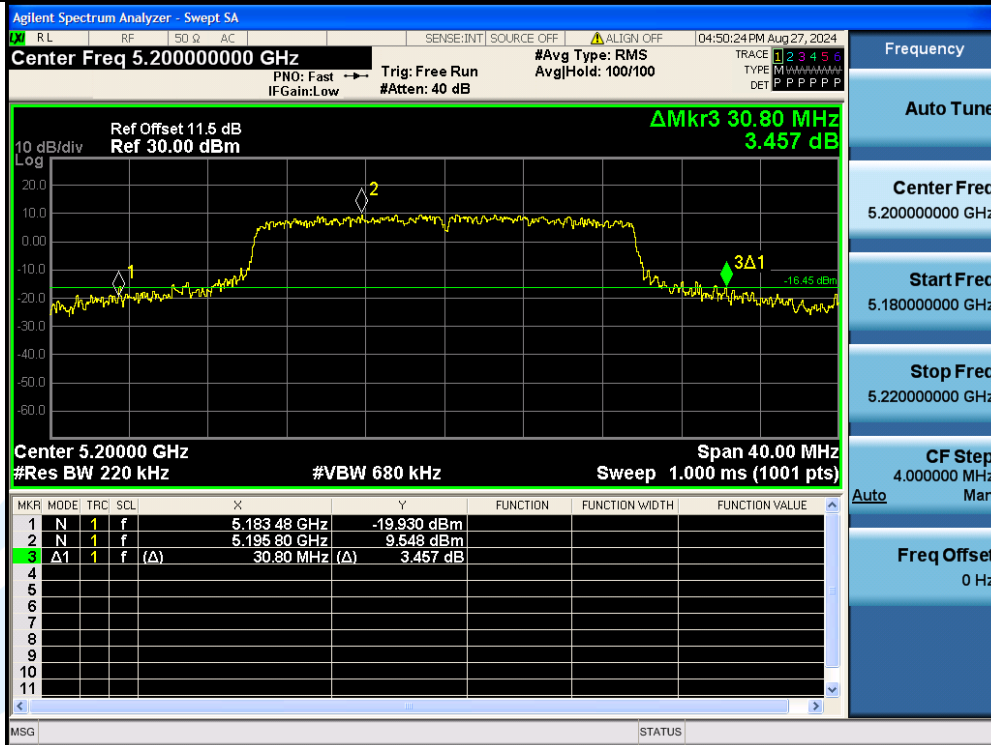 Agilent Spectrum Analyzer - Swept SA
LXI RL RF 50 Ω AC SENSE:INT SOURCE OFF ALIGN OFF 04:50:24 PM Aug 27, 2024
Center Freq 5.200000000 GHz
PNO: Fast
IFGain:Low
Trig: Free Run
#Atten: 40 dB
#Avg Type: RMS
Avg|Hold: 100/100
TRACE 1 2 3 4 5 6
TYPE M
DET P P P P P P
Ref Offset 11.5 dB
Ref 30.00 dBm
10 dB/div
Log
ΔMkr3 30.80 MHz
3.457 dB
20.0
10.0
0.00
-10.0
-20.0
-30.0
-40.0
-50.0
-60.0
1
2
3Δ1
-16.45 dBm
Center 5.20000 GHz Span 40.00 MHz
#Res BW 220 kHz #VBW 680 kHz Sweep 1.000 ms (1001 pts)
MKR MODE TRC SCL X Y FUNCTION FUNCTION WIDTH FUNCTION VALUE
1 N 1 f 5.183 48 GHz -19.930 dBm
2 N 1 f 5.195 80 GHz 9.548 dBm
3 Δ1 1 f (Δ) 30.80 MHz (Δ) 3.457 dB
4
5
6
7
8
9
10
11
MSG STATUS
Frequency
Auto Tune
Center Freq
5.200000000 GHz
Start Freq
5.180000000 GHz
Stop Freq
5.220000000 GHz
CF Step
4.000000 MHz
Auto Man
Freq Offset
0 Hz